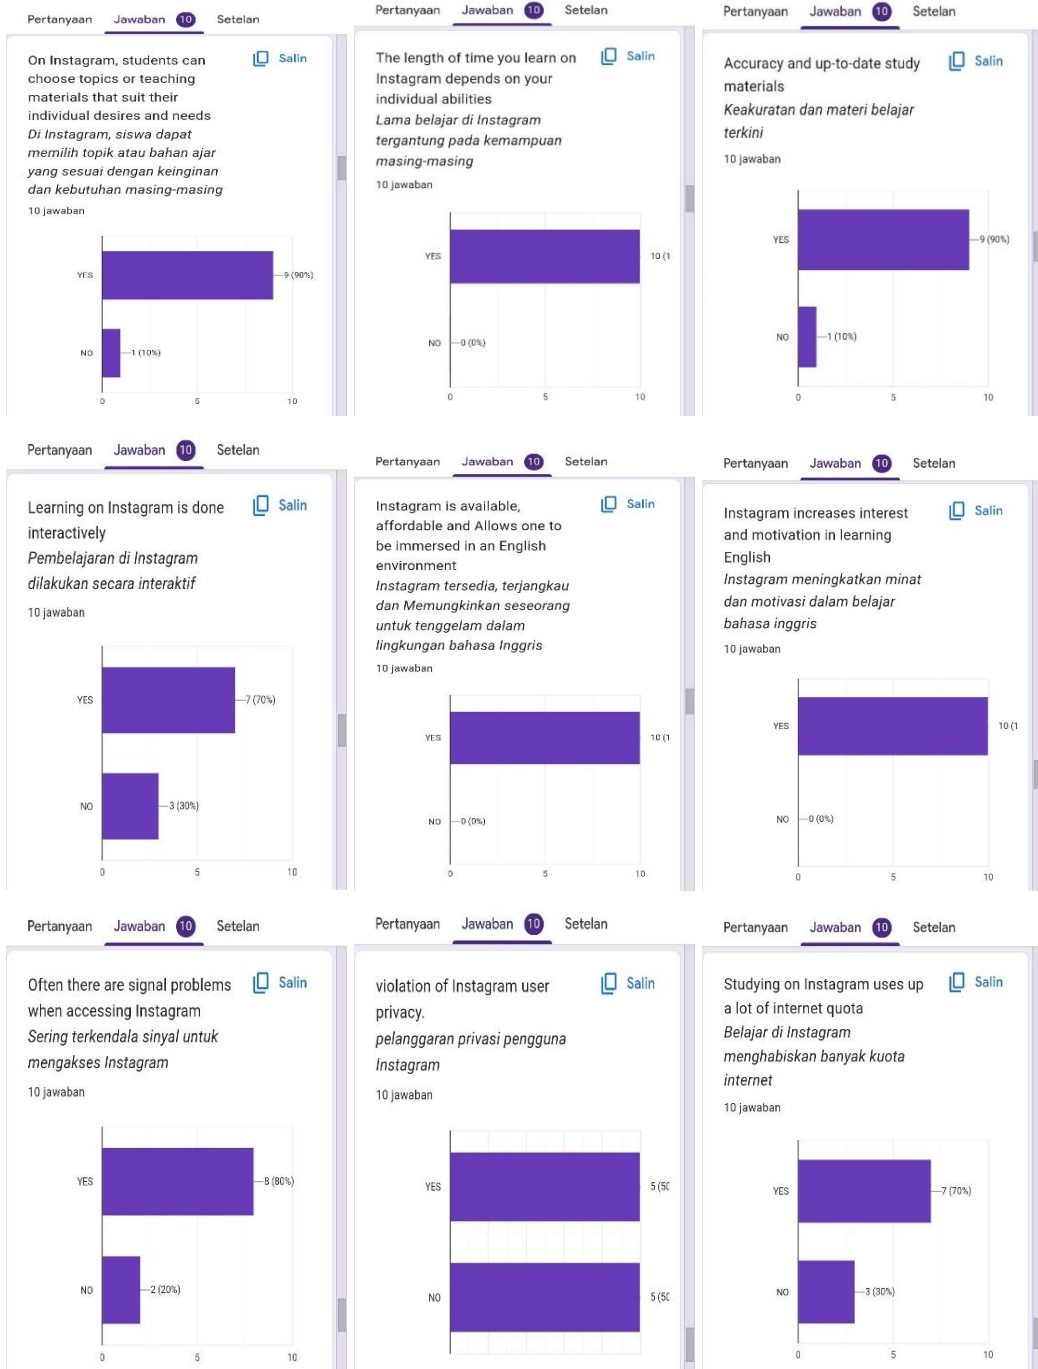 Pertanyaan Jawaban 10 Setelan
On Instagram, students can
choose topics or teaching
materials that suit their
individual desires and needs
Di Instagram, siswa dapat
memilih topik atau bahan ajar
yang sesuai dengan keinginan
dan kebutuhan masing-masing
Salin
10 jawaban
YES
9 (90%)
NO
1 (10%)
0 5 10
Pertanyaan Jawaban 10 Setelan
The length of time you learn on
Instagram depends on your
individual abilities
Lama belajar di Instagram
tergantung pada kemampuan
masing-masing
Salin
10 jawaban
YES
10 (1
NO
0 (0%)
0 5 10
Pertanyaan Jawaban 10 Setelan
Accuracy and up-to-date study
materials
Keakuratan dan materi belajar
terkini
Salin
10 jawaban
YES
9 (90%)
NO
1 (10%)
0 5 10
Pertanyaan Jawaban 10 Setelan
Learning on Instagram is done
interactively
Pembelajaran di Instagram
dilakukan secara interaktif
Salin
10 jawaban
YES
7 (70%)
NO
3 (30%)
0 5 10
Pertanyaan Jawaban 10 Setelan
Instagram is available,
affordable and Allows one to
be immersed in an English
environment
Instagram tersedia, terjangkau
dan Memungkinkan seseorang
untuk tenggelam dalam
lingkungan bahasa Inggris
Salin
10 jawaban
YES
10 (1
NO
0 (0%)
0 5 10
Pertanyaan Jawaban 10 Setelan
Instagram increases interest
and motivation in learning
English
Instagram meningkatkan minat
dan motivasi dalam belajar
bahasa inggris
Salin
10 jawaban
YES
10 (1
NO
0 (0%)
0 5 10
Pertanyaan Jawaban 10 Setelan
Often there are signal problems
when accessing Instagram
Sering terkendala sinyal untuk
mengakses Instagram
Salin
10 jawaban
YES
8 (80%)
NO
2 (20%)
0 5 10
Pertanyaan Jawaban 10 Setelan
violation of Instagram user
privacy.
pelanggaran privasi pengguna
Instagram
Salin
10 jawaban
YES
5 (50
NO
5 (50
Pertanyaan Jawaban 10 Setelan
Studying on Instagram uses up
a lot of internet quota
Belajar di Instagram
menghabiskan banyak kuota
internet
Salin
10 jawaban
YES
7 (70%)
NO
3 (30%)
0 5 10